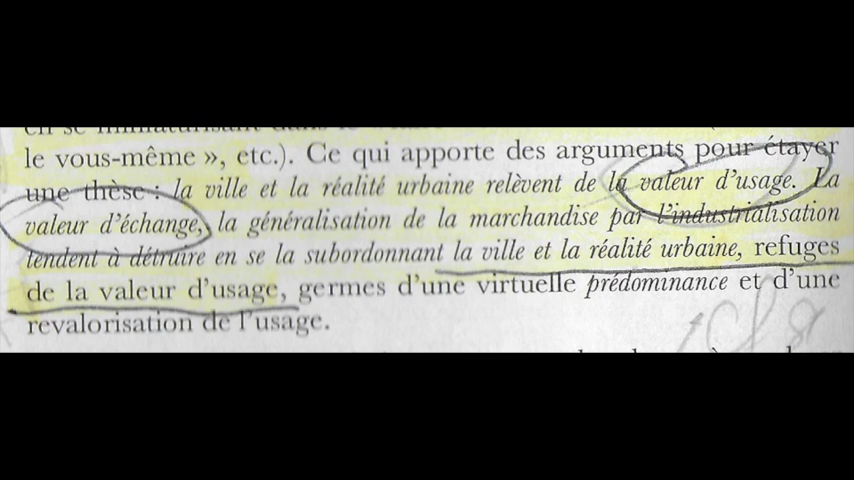 le vous-même », etc.). Ce qui apporte des arguments pour étayer
une thèse : la ville et la réalité urbaine relèvent de la valeur d'usage. La
valeur d'échange, la généralisation de la marchandise par l'industrialisation
tendent à détruire en se la subordonnant la ville et la réalité urbaine, refuges
de la valeur d'usage, germes d'une virtuelle prédominance et d'une
revalorisation de l'usage.